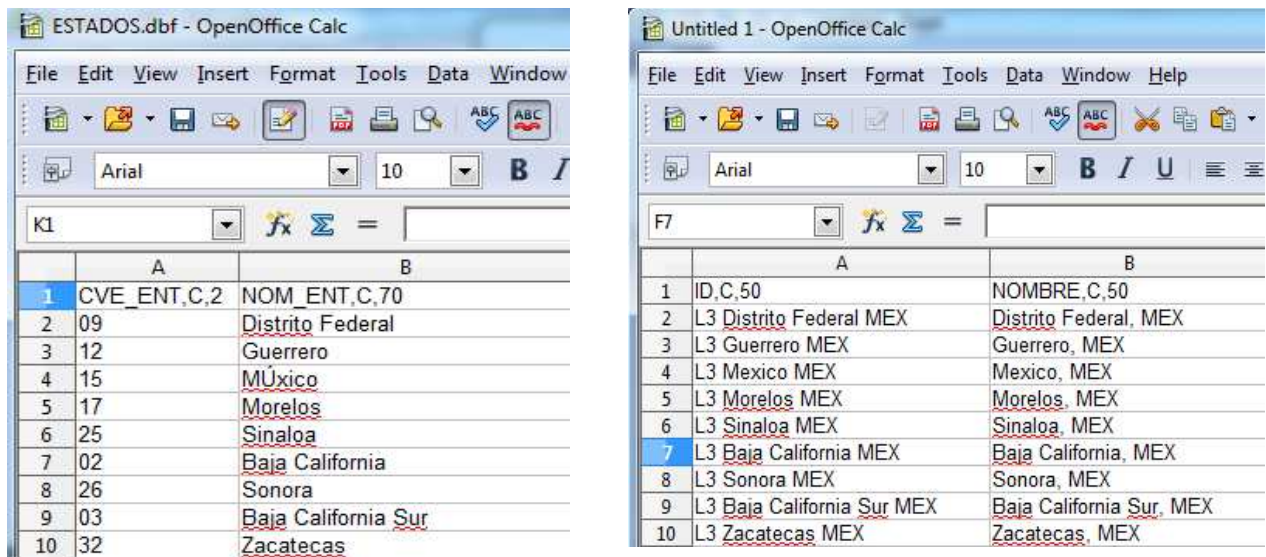 ESTADOS.dbf - OpenOffice Calc
File Edit View Insert Format Tools Data Window
ABC ABC
Arial 10 B I
K1 fx Σ =
A B
1 CVE_ENT,C,2 NOM_ENT,C,70
2 09 Distrito Federal
3 12 Guerrero
4 15 MÚxico
5 17 Morelos
6 25 Sinaloa
7 02 Baja California
8 26 Sonora
9 03 Baja California Sur
10 32 Zacatecas
Untitled 1 - OpenOffice Calc
File Edit View Insert Format Tools Data Window Help
ABC ABC
Arial 10 B I U
F7 fx Σ =
A B
1 ID,C,50 NOMBRE,C,50
2 L3 Distrito Federal MEX Distrito Federal, MEX
3 L3 Guerrero MEX Guerrero, MEX
4 L3 Mexico MEX Mexico, MEX
5 L3 Morelos MEX Morelos, MEX
6 L3 Sinaloa MEX Sinaloa, MEX
7 L3 Baja California MEX Baja California, MEX
8 L3 Sonora MEX Sonora, MEX
9 L3 Baja California Sur MEX Baja California Sur, MEX
10 L3 Zacatecas MEX Zacatecas, MEX